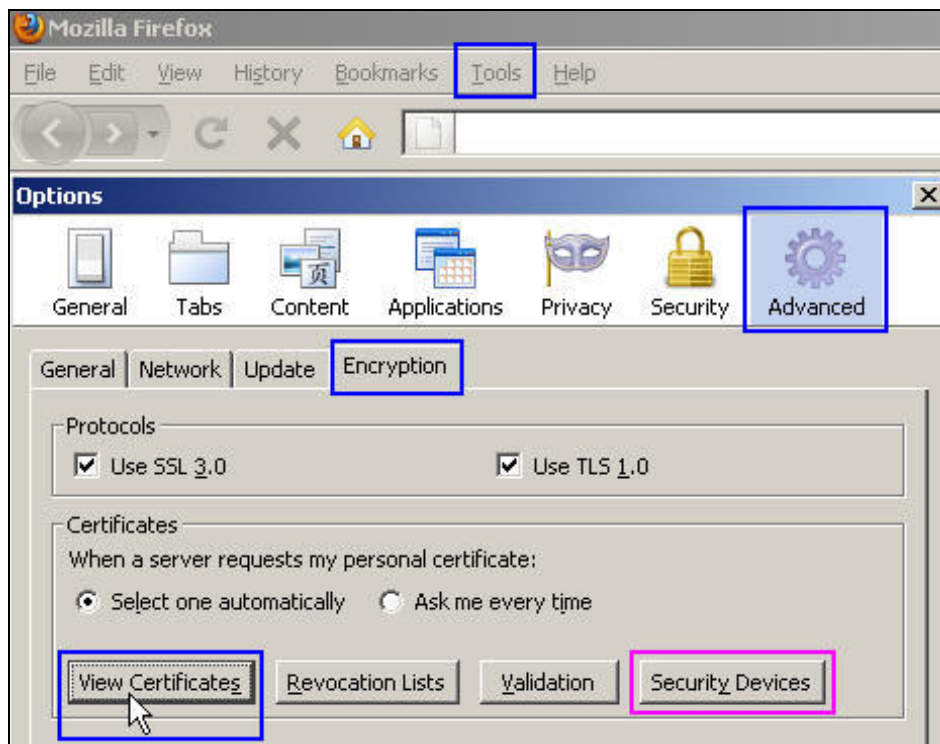 Mozilla Firefox
File Edit View History Bookmarks Tools Help
Options
页
General Tabs Content Applications Privacy Security Advanced
General Network Update Encryption
Protocols
Use SSL 3.0 Use TLS 1.0
Certificates
When a server requests my personal certificate:
Select one automatically Ask me every time
View Certificates Revocation Lists Validation Security Devices